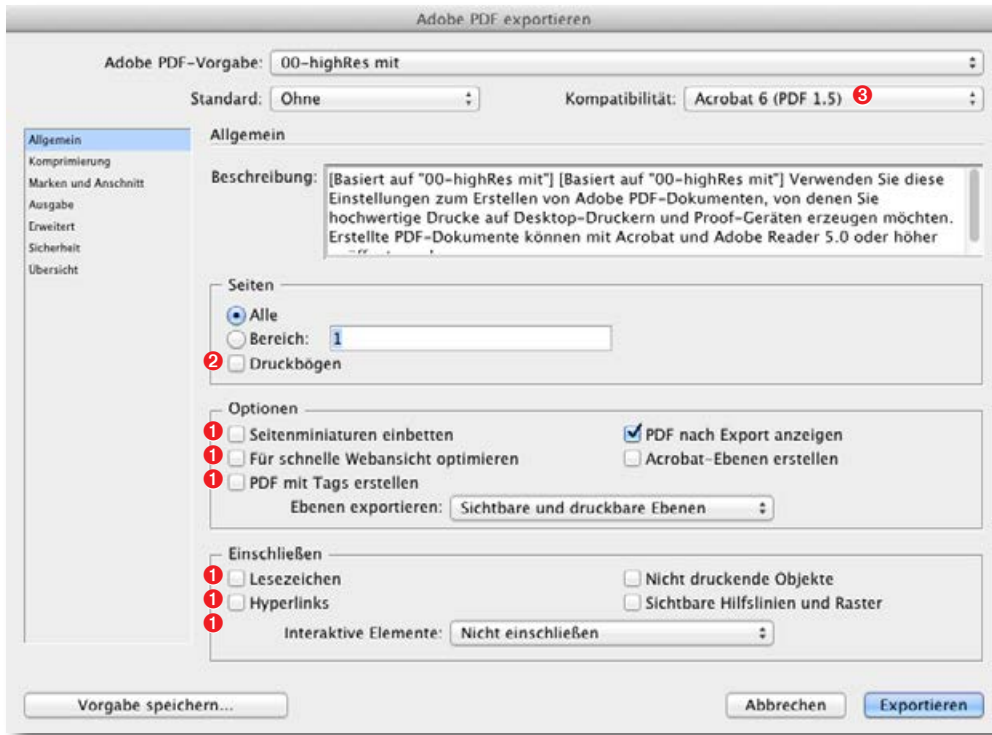 Adobe PDF exportieren
Adobe PDF-Vorgabe: 00-highRes mit
Standard: Ohne Kompatibilität: Acrobat 6 (PDF 1.5) 3
Allgemein
Komprimierung
Marken und Anschnitt
Ausgabe
Erweitert
Sicherheit
Übersicht
Allgemein
Beschreibung: [Basiert auf "00-highRes mit"] [Basiert auf "00-highRes mit"] Verwenden Sie diese
Einstellungen zum Erstellen von Adobe PDF-Dokumenten, von denen Sie
hochwertige Drucke auf Desktop-Druckern und Proof-Geräten erzeugen möchten.
Erstellte PDF-Dokumente können mit Acrobat und Adobe Reader 5.0 oder höher
Seiten
Alle
Bereich: 1
2 Druckbögen
Optionen
1 Seitenminiaturen einbetten PDF nach Export anzeigen
1 Für schnelle Webansicht optimieren Acrobat-Ebenen erstellen
1 PDF mit Tags erstellen
Ebenen exportieren: Sichtbare und druckbare Ebenen
Einschließen
1 Lesezeichen Nicht druckende Objekte
1 Hyperlinks Sichtbare Hilfslinien und Raster
1 Interaktive Elemente: Nicht einschließen
Vorgabe speichern... Abbrechen Exportieren